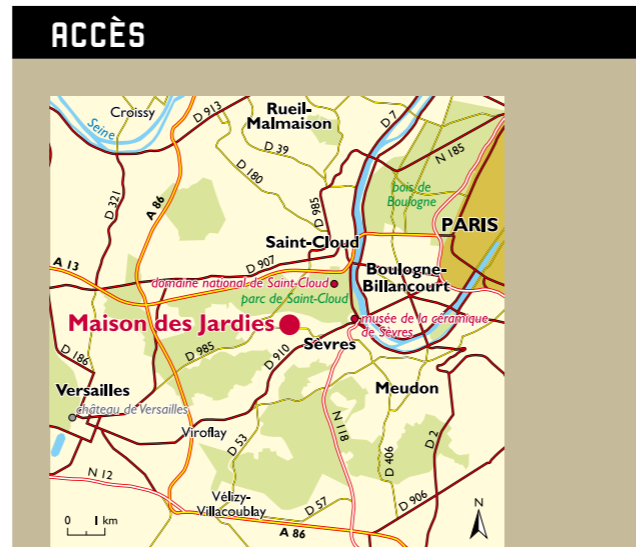 ACCÈS
Croissy
D 913
Rueil-
Malmaison
D 7
Seine
D 39
N 185
D 180
bois de
Boulogne
D 321
A 86
D 985
PARIS
Saint-Cloud
A 13
D 907
Boulogne-
Billancourt
domaine national de Saint-Cloud
parc de Saint-Cloud
Maison des Jardies
musée de la céramique
de Sèvres
Sèvres
D 186
D 985
D 910
Versailles
Meudon
château de Versailles
Viroflay
N 118
D 53
D 406
D 2
N 12
Vélizy-
Villacoublay
D 57
D 906
N
0 1 km
A 86